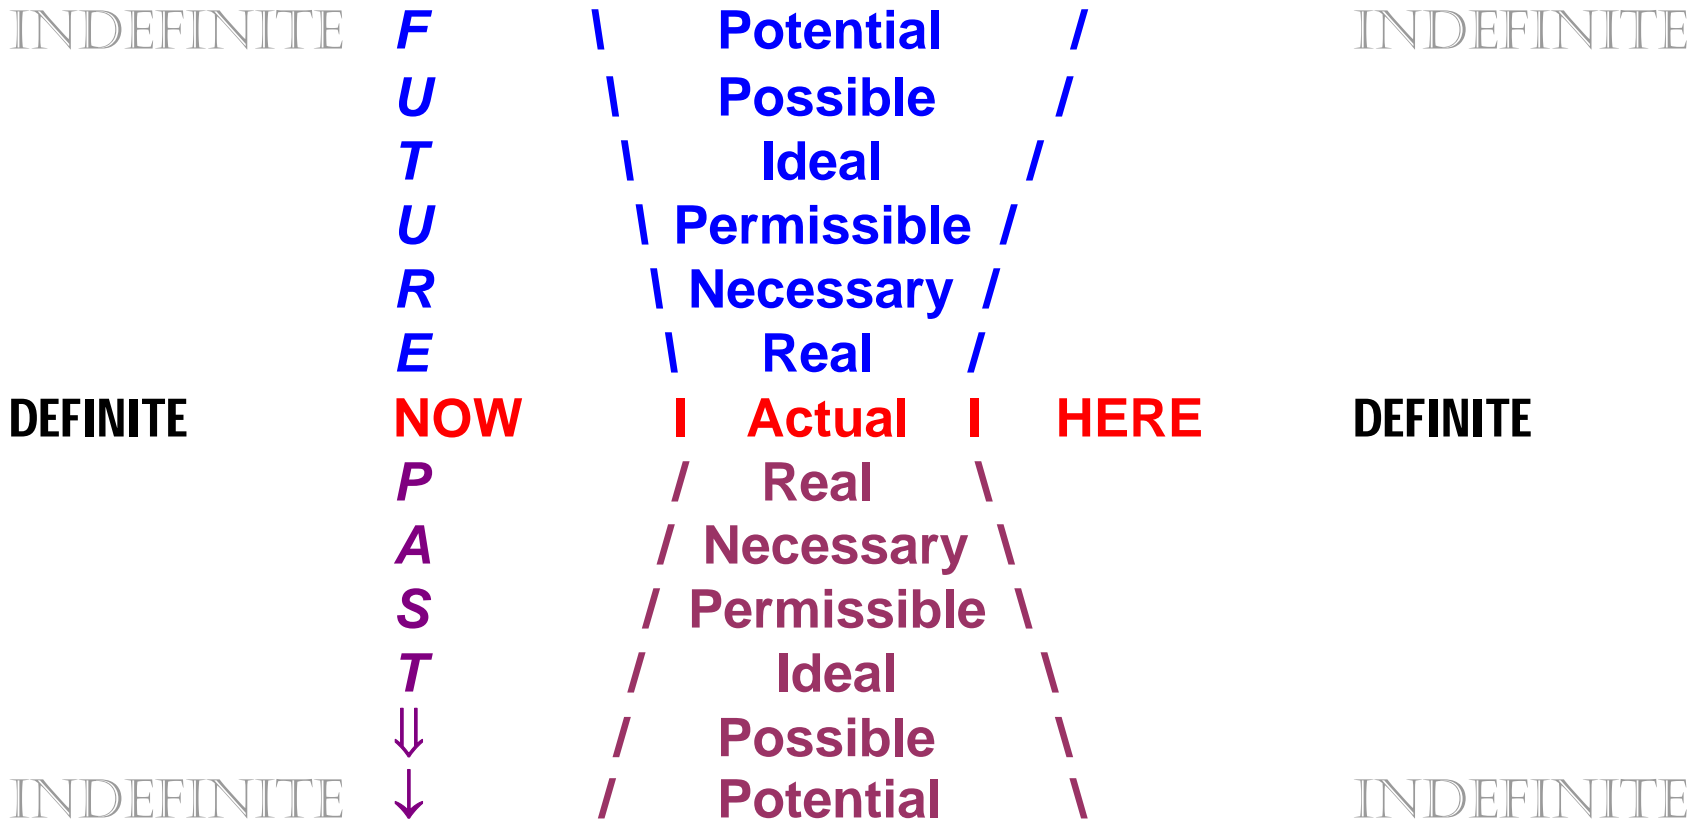 INDEFINITE F \ Potential / INDEFINITE
U \ Possible /
T \ Ideal /
U \ Permissible /
R \ Necessary /
E \ Real /
DEFINITE NOW I Actual I HERE DEFINITE
P / Real \
A / Necessary \
S / Permissible \
T / Ideal \
⇓ / Possible \
INDEFINITE ↓ / Potential \ INDEFINITE